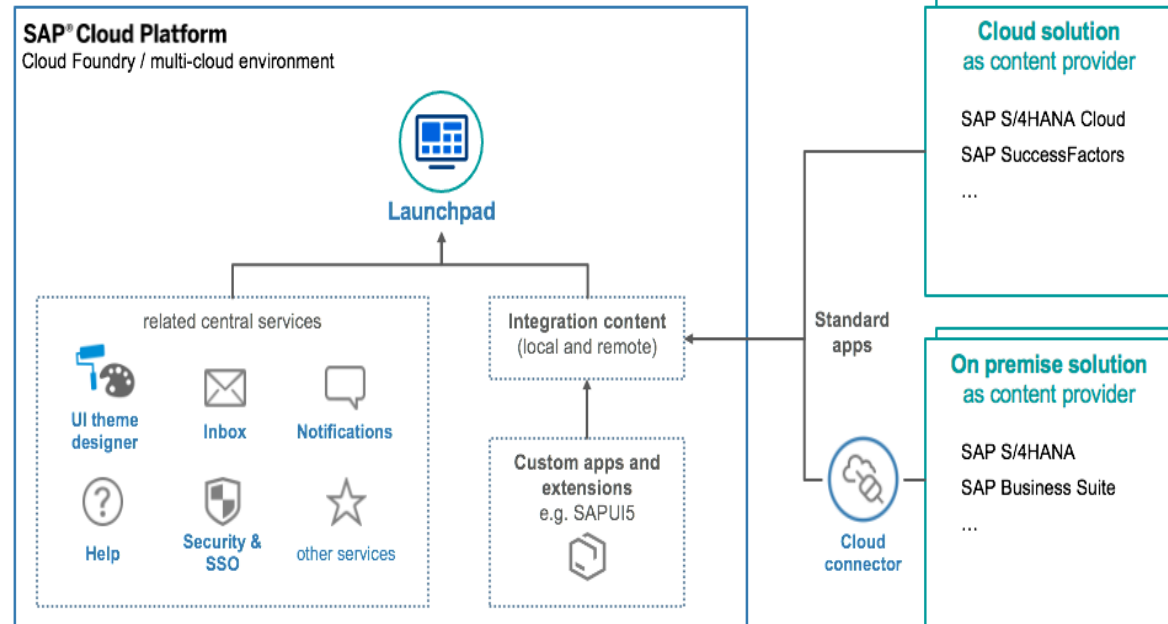 SAP® Cloud Platform
Cloud Foundry / multi-cloud environment
Launchpad
related central services
UI theme
designer
Inbox
Notifications
Help
Security &
SSO
other services
Integration content
(local and remote)
Custom apps and
extensions
e.g. SAPUI5
Standard
apps
Cloud
connector
Cloud solution
as content provider
SAP S/4HANA Cloud
SAP SuccessFactors
...
On premise solution
as content provider
SAP S/4HANA
SAP Business Suite
...